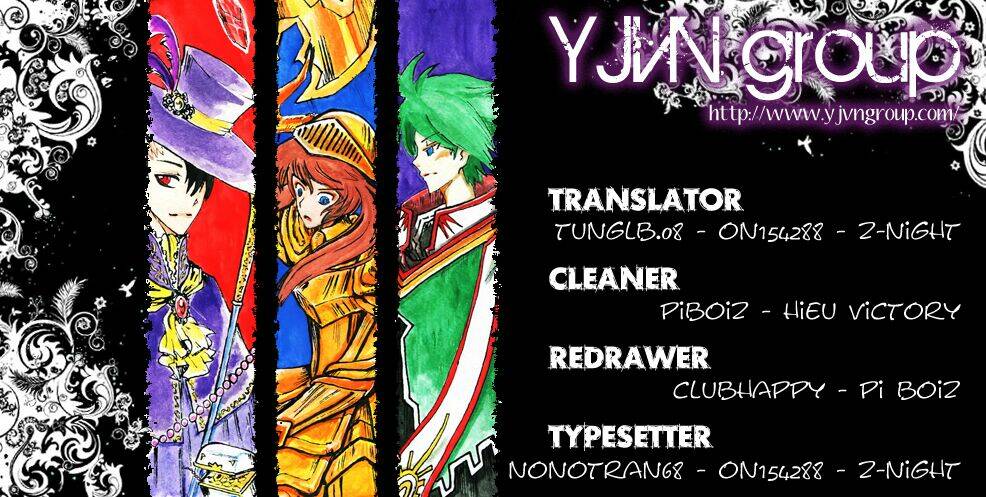 YJVN group
http://www.yjvngroup.com/
TRANSLATOR
TUNGLB.08 - ON154288 - Z-NiGHT
CLEANER
PiBOiZ - HiEU ViCTORY
REDRAWER
CLUBHAPPY - Pi BOiZ
TYPESETTER
NONOTRAN68 - ON154288 - Z-NiGHT